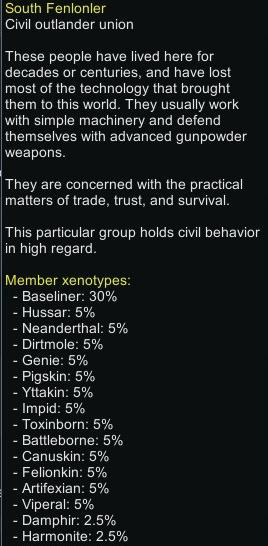 South Fenlonler
Civil outlander union
These people have lived here for
decades or centuries, and have lost
most of the technology that brought
them to this world. They usually work
with simple machinery and defend
themselves with advanced gunpowder
weapons.
They are concerned with the practical
matters of trade, trust, and survival.
This particular group holds civil behavior
in high regard.
Member xenotypes:
- Baseliner: 30%
- Hussar: 5%
- Neanderthal: 5%
- Dirtmole: 5%
- Genie: 5%
- Pigskin: 5%
- Yttakin: 5%
- Impid: 5%
- Toxinborn: 5%
- Battleborne: 5%
- Canuskin: 5%
- Felionkin: 5%
- Artifexian: 5%
- Viperal: 5%
- Damphir: 2.5%
- Harmonite: 2.5%